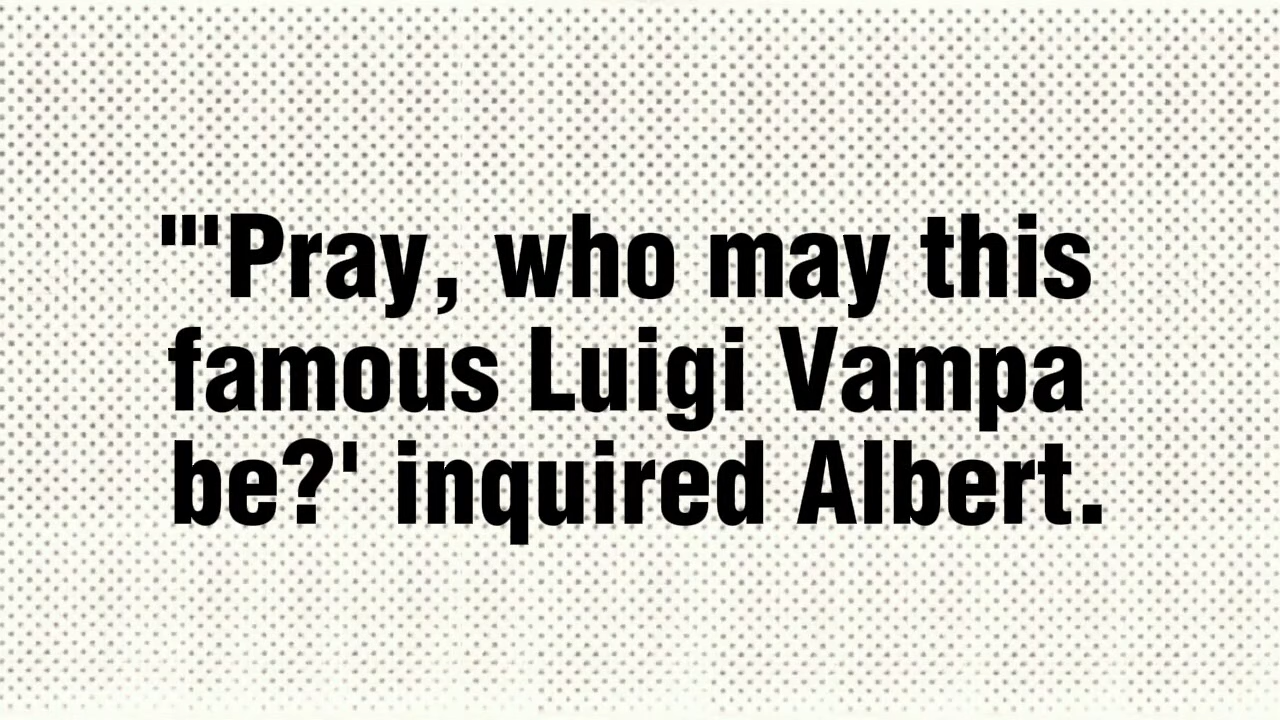 "'Pray, who may this
famous Luigi Vampa
be?' inquired Albert.